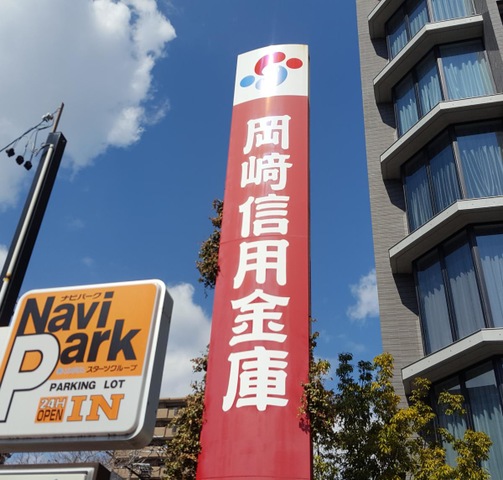 岡﨑信用金庫
ナビパーク
Navi
Park
スターツグループ
P
PARKING LOT
24H
OPEN
IN